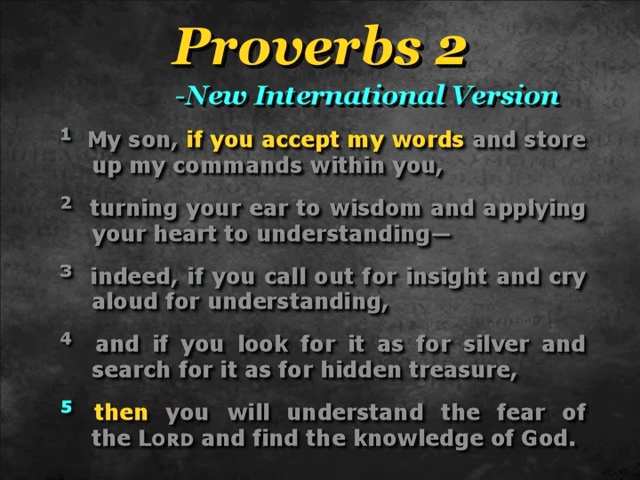 Proverbs 2
-New International Version
1 My son, if you accept my words and store
up my commands within you,
2 turning your ear to wisdom and applying
your heart to understanding—
3 indeed, if you call out for insight and cry
aloud for understanding,
4 and if you look for it as for silver and
search for it as for hidden treasure,
5 then you will understand the fear of
the LORD and find the knowledge of God.